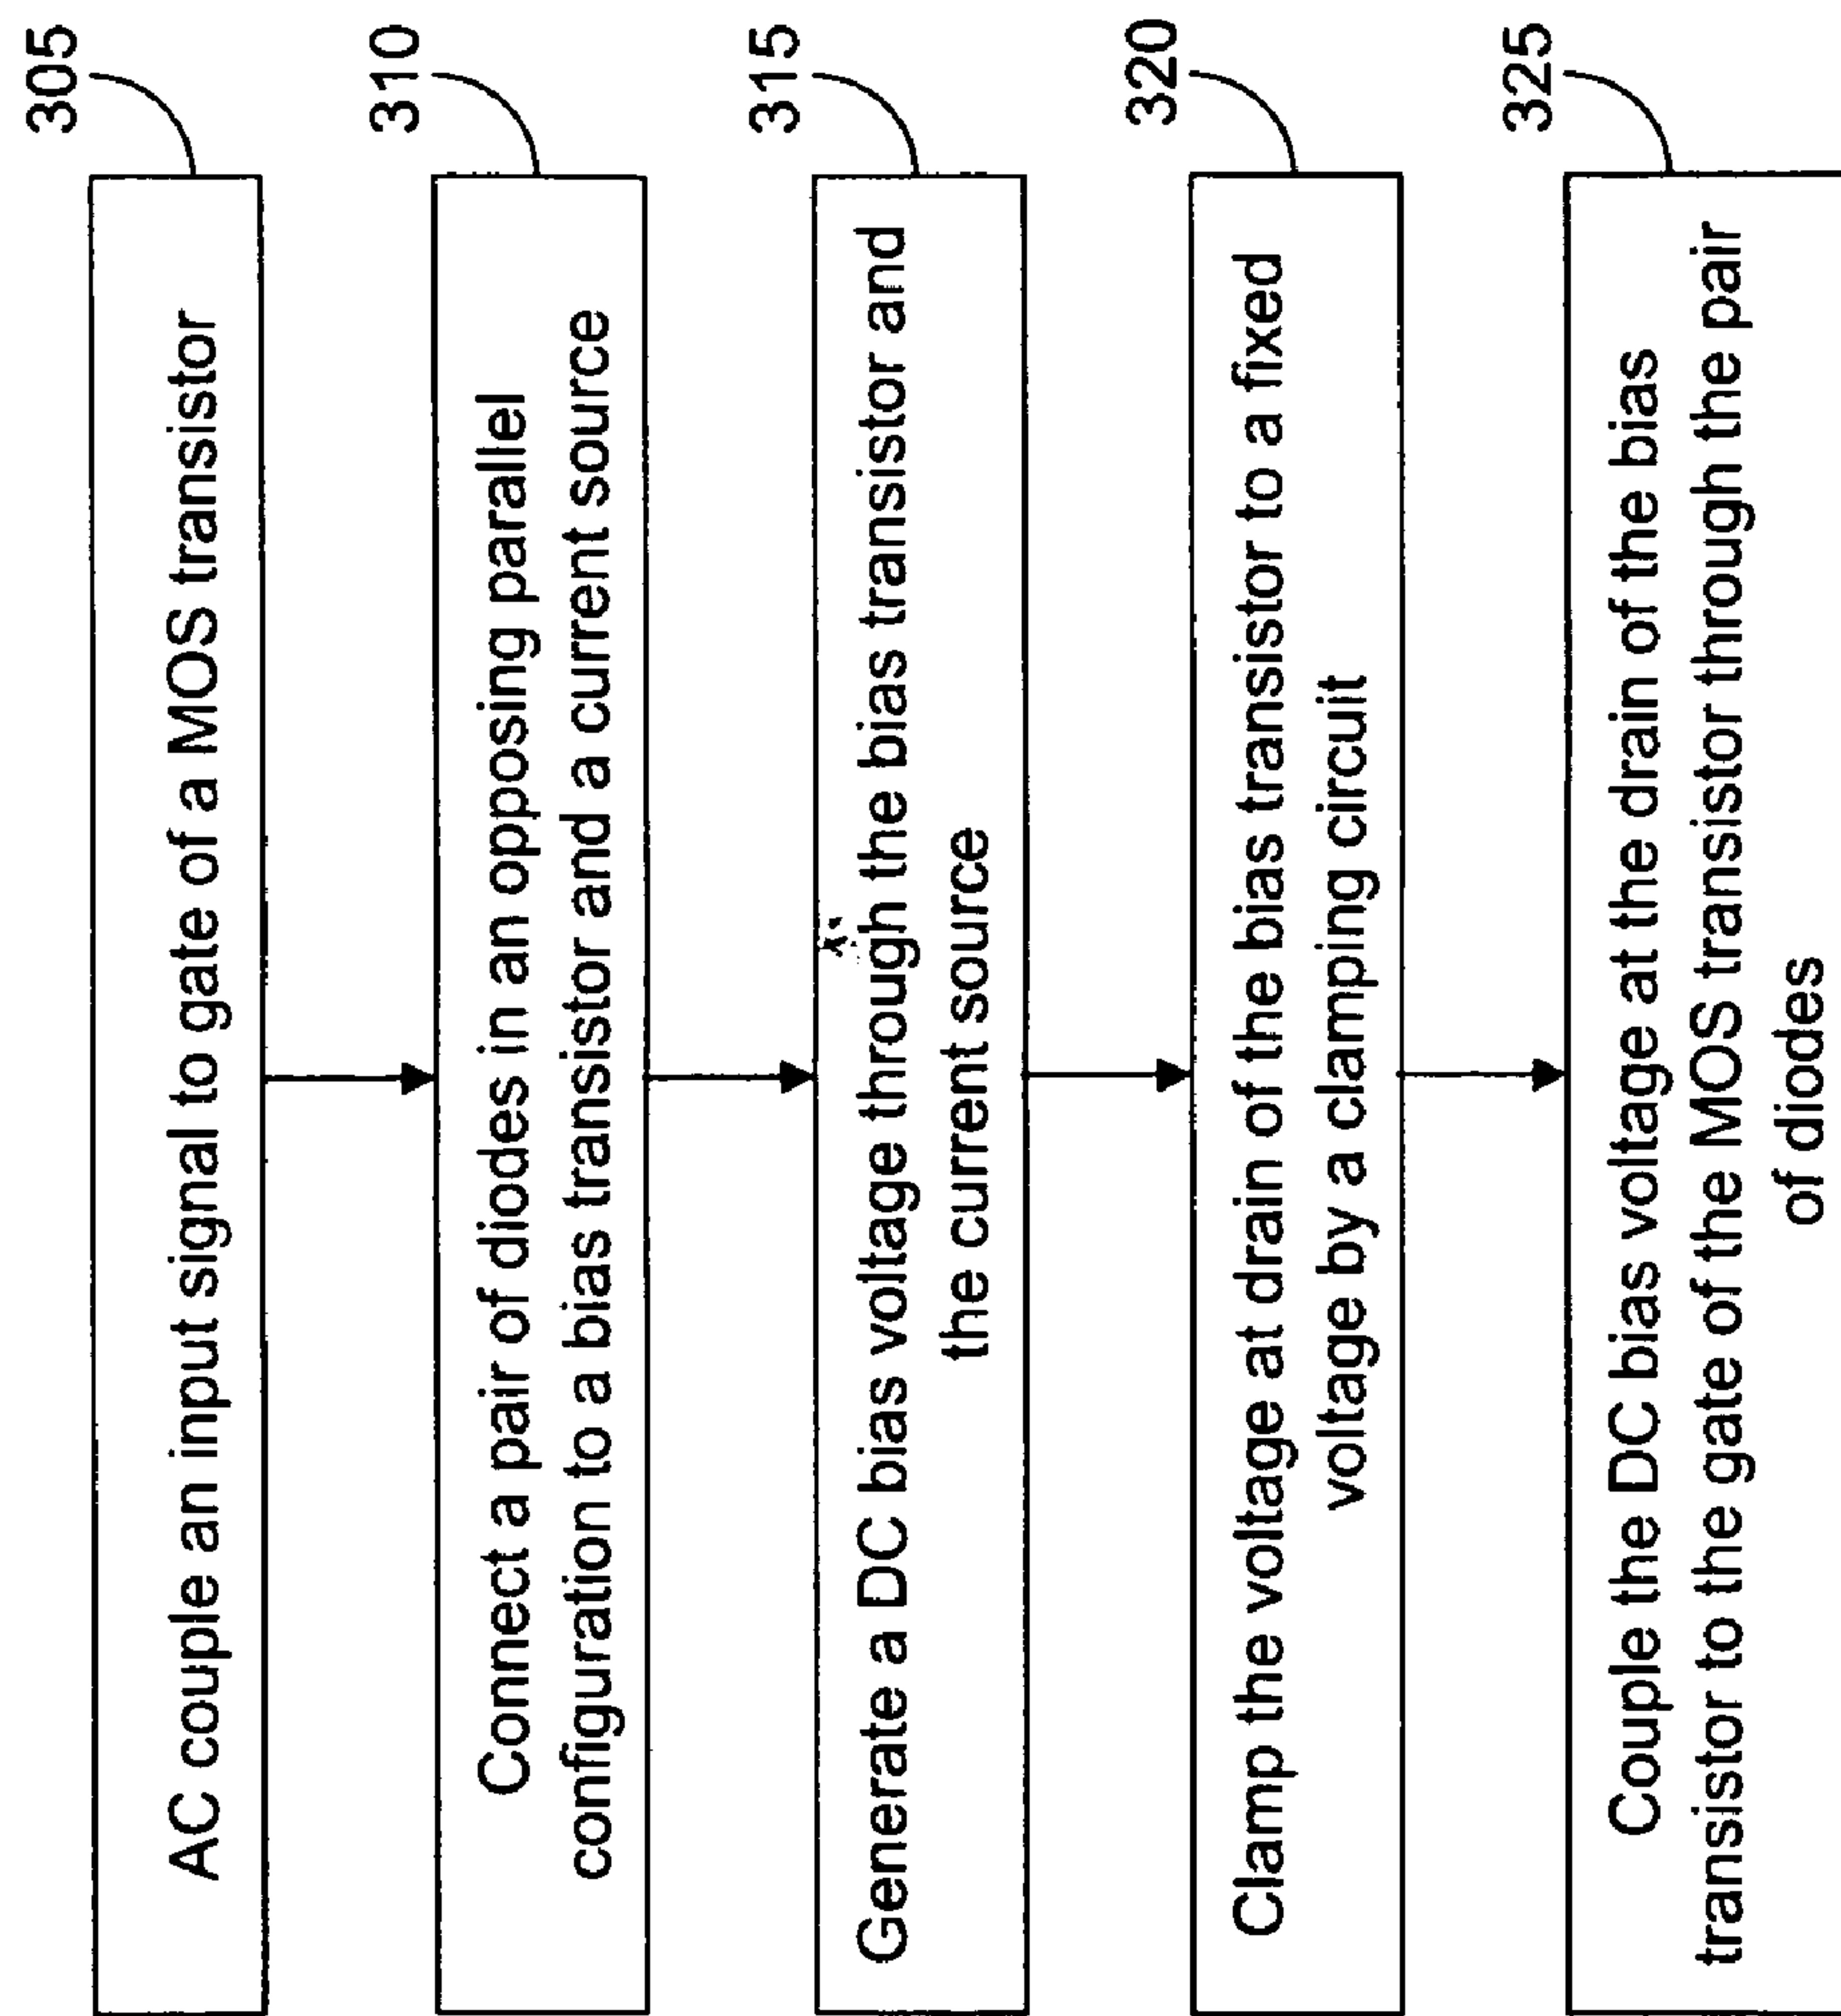 305
AC couple an input signal to gate of a MOS transistor
310
Connect a pair of diodes in an opposing parallel
configuration to a bias transistor and a current source
315
Generate a DC bias voltage through the bias transistor and
the current source
320
Clamp the voltage at drain of the bias transistor to a fixed
voltage by a clamping circuit
325
Couple the DC bias voltage at the drain of the bias
transistor to the gate of the MOS transistor through the pair
of diodes